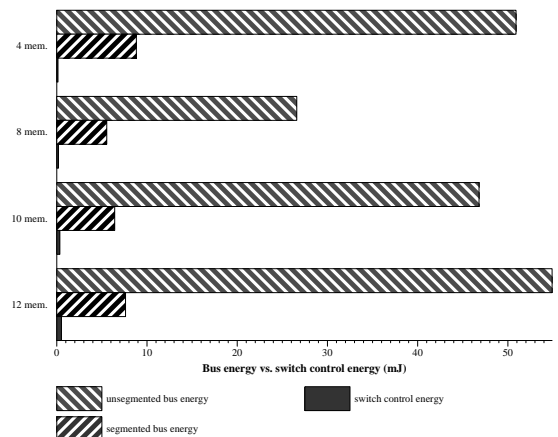 4 mem.
8 mem.
10 mem.
12 mem.
0 10 20 30 40 50
Bus energy vs. switch control energy (mJ)
unsegmented bus energy
switch control energy
segmented bus energy